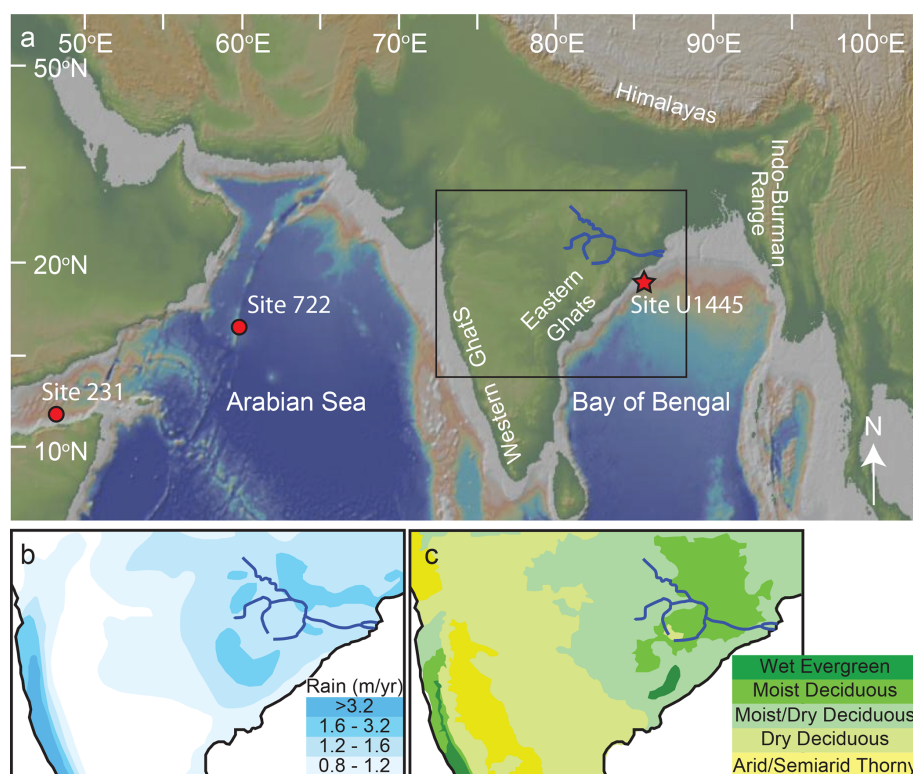 a
50°E
60°E
70°E
80°E
90°E
100°E
50°N
Himalayas
Indo-Burman
Range
20°N
Eastern
Ghats
Site U1445
Site 722
Western Ghats
Site 231
Arabian Sea
Bay of Bengal
10°N
N
b
Rain (m/yr)
>3.2
1.6 - 3.2
1.2 - 1.6
0.8 - 1.2
c
Wet Evergreen
Moist Deciduous
Moist/Dry Deciduous
Dry Deciduous
Arid/Semiarid Thorny